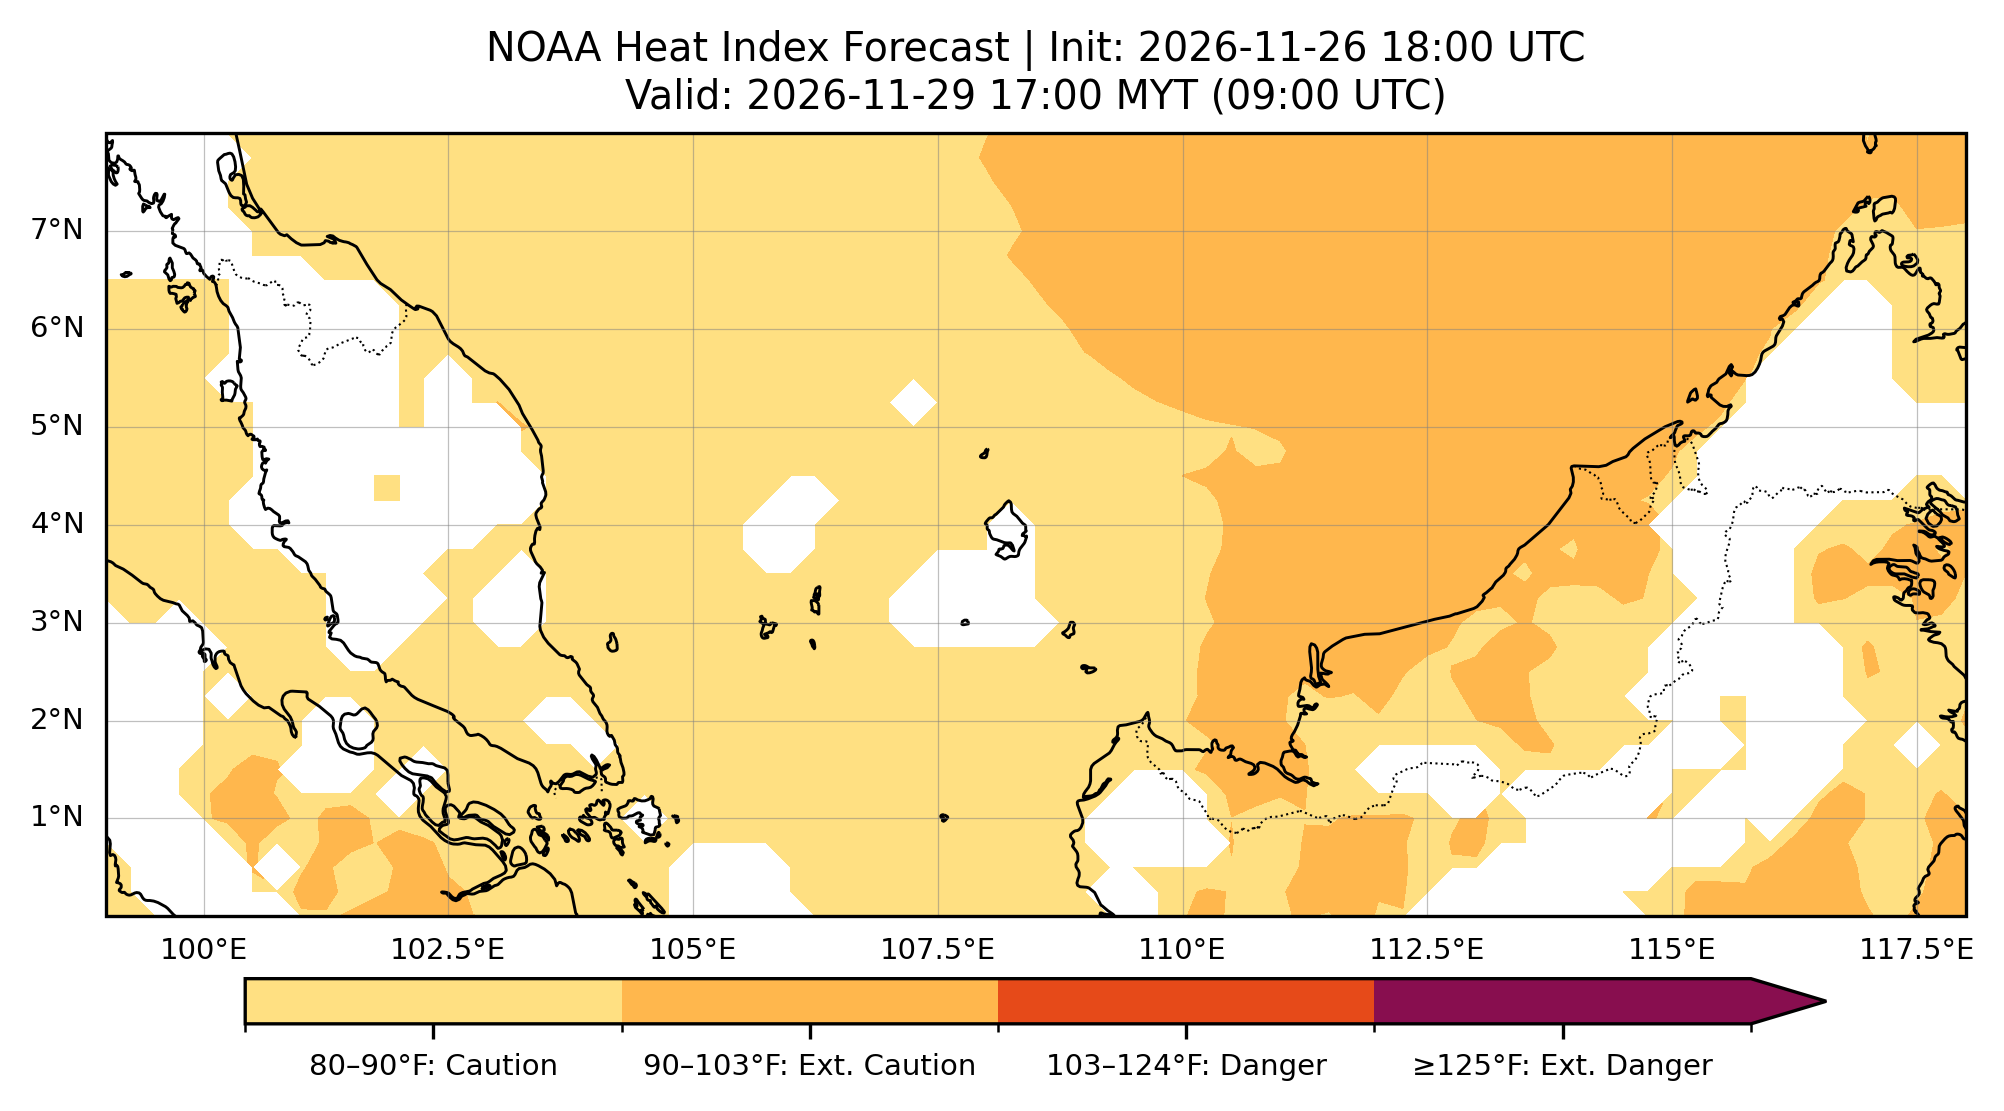 NOAA Heat Index Forecast | Init: 2026-11-26 18:00 UTC
Valid: 2026-11-29 17:00 MYT (09:00 UTC)
7°N
6°N
5°N
4°N
3°N
2°N
1°N
100°E 102.5°E 105°E 107.5°E 110°E 112.5°E 115°E 117.5°E
80–90°F: Caution 90–103°F: Ext. Caution 103–124°F: Danger ≥125°F: Ext. Danger